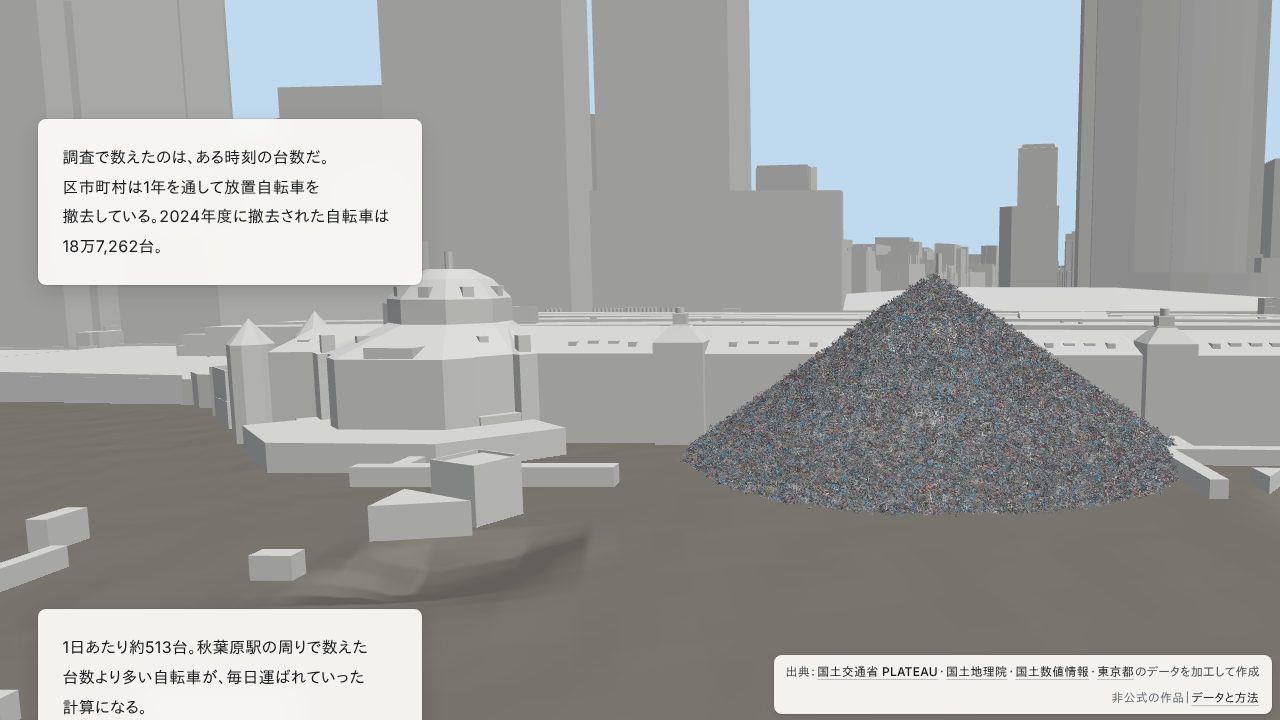 調査で数えたのは、ある時刻の台数だ。
区市町村は1年を通して放置自転車を
撤去している。2024年度に撤去された自転車は
18万7,262台。
1日あたり約513台。秋葉原駅の周りで数えた
台数より多い自転車が、毎日運ばれていった
計算になる。
出典: 国土交通省 PLATEAU · 国土地理院 · 国土数値情報 · 東京都のデータを加工して作成
非公式の作品 | データと方法